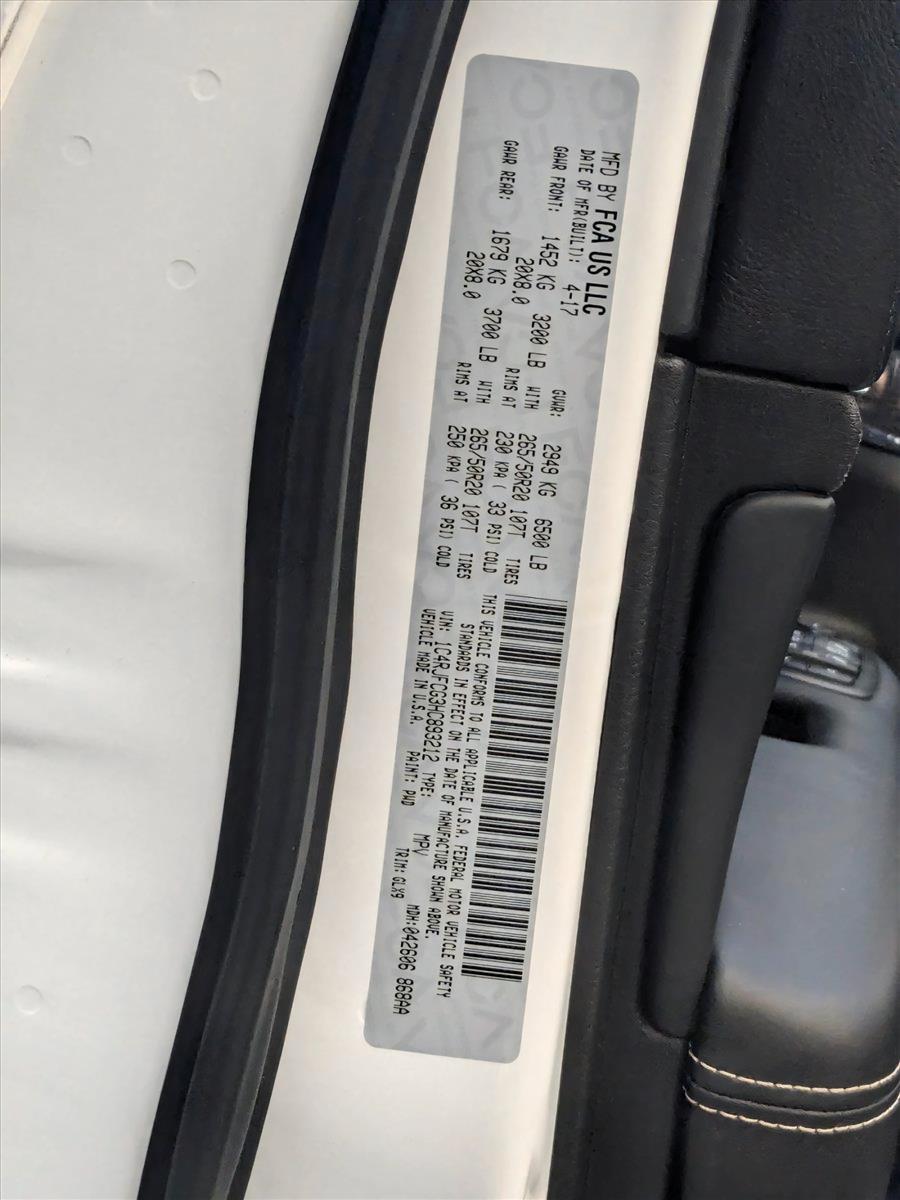 MFD BY FCA US LLC
DATE OF MFR(BUILT): 4-17 GVWR: 2949 KG 6500 LB
GAWR FRONT: 1452 KG 3200 LB WITH 265/50R20 107T TIRES
20X8.0 RIMS AT 230 KPA ( 33 PSI) COLD
GAWR REAR: 1679 KG 3700 LB WITH 265/50R20 107T TIRES
20X8.0 RIMS AT 250 KPA ( 36 PSI) COLD
THIS VEHICLE CONFORMS TO ALL APPLICABLE U.S.A. FEDERAL MOTOR VEHICLE SAFETY
STANDARDS IN EFFECT ON THE DATE OF MANUFACTURE SHOWN ABOVE.
VIN: 1C4RJFCG3HC893212 TYPE: MPV MDH:042606 868AA
VEHICLE MADE IN U.S.A. PAINT: PWD TRIM: GLX9